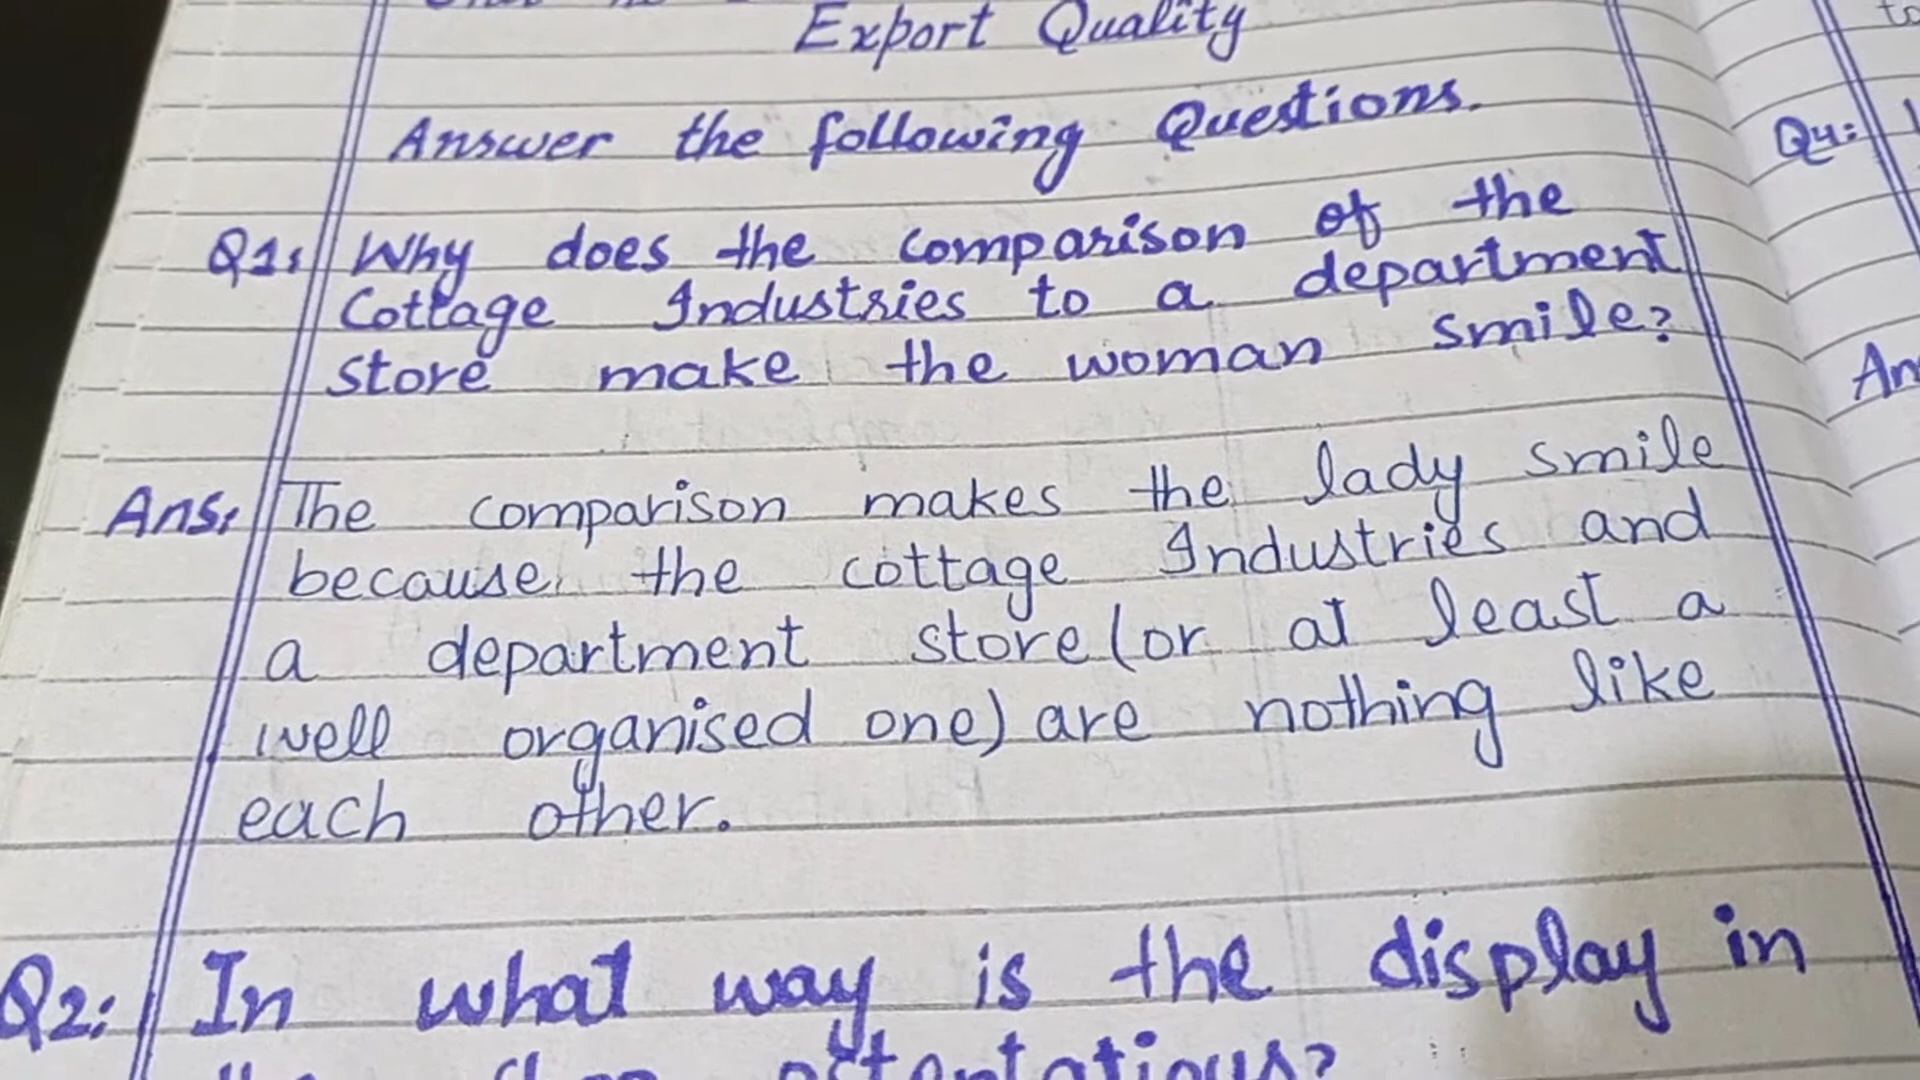 Export Quality
Answer the following Questions.
Q1: Why does the comparison of the
Cottage Industries to a department
store make the woman smile?
Ans: The comparison makes the lady smile
because the cottage Industries and
a department store (or at least a
well organised one) are nothing like
each other.
Q2: In what way is the display in
ostentatious?
to
Q4: